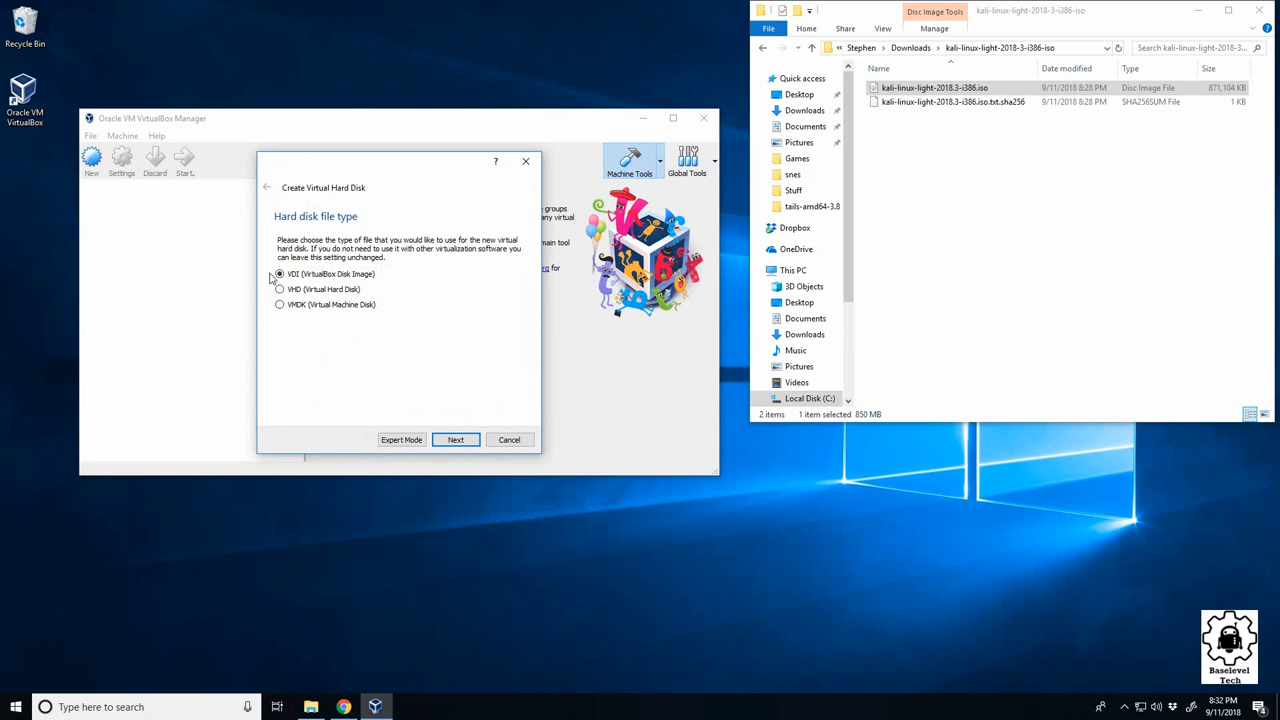 Recycle Bin
Oracle VM
VirtualBox
Oracle VM VirtualBox Manager
File Machine Help
New Settings Discard Start..
Machine Tools Global Tools
groups
any virtual
main tool
for
Create Virtual Hard Disk
Hard disk file type
Please choose the type of file that you would like to use for the new virtual
hard disk. If you do not need to use it with other virtualization software you
can leave this setting unchanged.
VDI (VirtualBox Disk Image)
VHD (Virtual Hard Disk)
VMDK (Virtual Machine Disk)
Expert Mode Next Cancel
Disc Image Tools kali-linux-light-2018-3-i386-iso
File Home Share View Manage
« Stephen > Downloads > kali-linux-light-2018-3-i386-iso
Search kali-linux-light-2018-3-...
Name Date modified Type Size
kali-linux-light-2018.3-i386.iso 9/11/2018 8:28 PM Disc Image File 871,104 KB
kali-linux-light-2018.3-i386.iso.txt.sha256 9/11/2018 8:28 PM SHA256SUM File 1 KB
Quick access
Desktop
Downloads
Documents
Pictures
Games
snes
Stuff
tails-amd64-3.8
Dropbox
OneDrive
This PC
3D Objects
Desktop
Documents
Downloads
Music
Pictures
Videos
Local Disk (C:)
2 items 1 item selected 850 MB
Baselevel
Tech
Type here to search
8:32 PM
9/11/2018
4